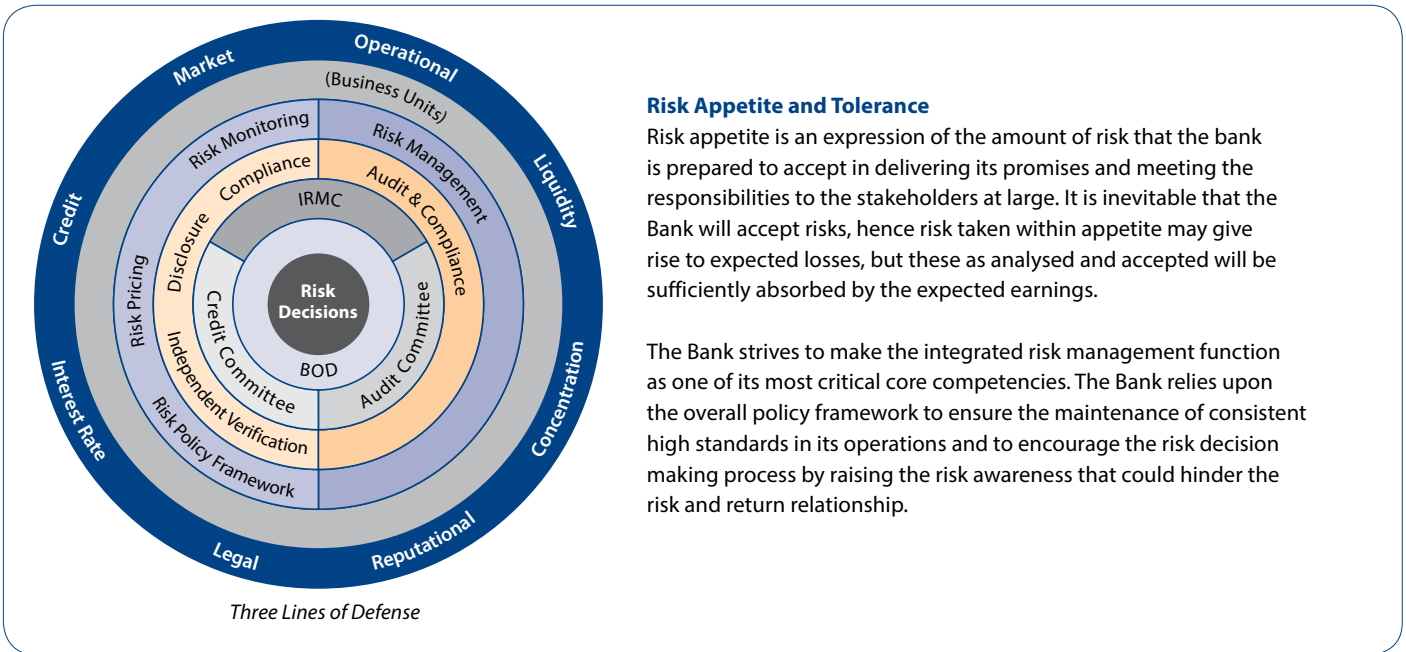 Market
Operational
Liquidity
Concentration
Reputational
Legal
Interest Rate
Credit
(Business Units)
Risk Monitoring
Risk Management
Risk Pricing
Risk Policy Framework
Compliance
Audit & Compliance
Disclosure
Independent Verification
IRMC
Credit Committee
Audit Committee
Risk
Decisions
BOD
Three Lines of Defense
Risk Appetite and Tolerance
Risk appetite is an expression of the amount of risk that the bank
is prepared to accept in delivering its promises and meeting the
responsibilities to the stakeholders at large. It is inevitable that the
Bank will accept risks, hence risk taken within appetite may give
rise to expected losses, but these as analysed and accepted will be
sufficiently absorbed by the expected earnings.
The Bank strives to make the integrated risk management function
as one of its most critical core competencies. The Bank relies upon
the overall policy framework to ensure the maintenance of consistent
high standards in its operations and to encourage the risk decision
making process by raising the risk awareness that could hinder the
risk and return relationship.